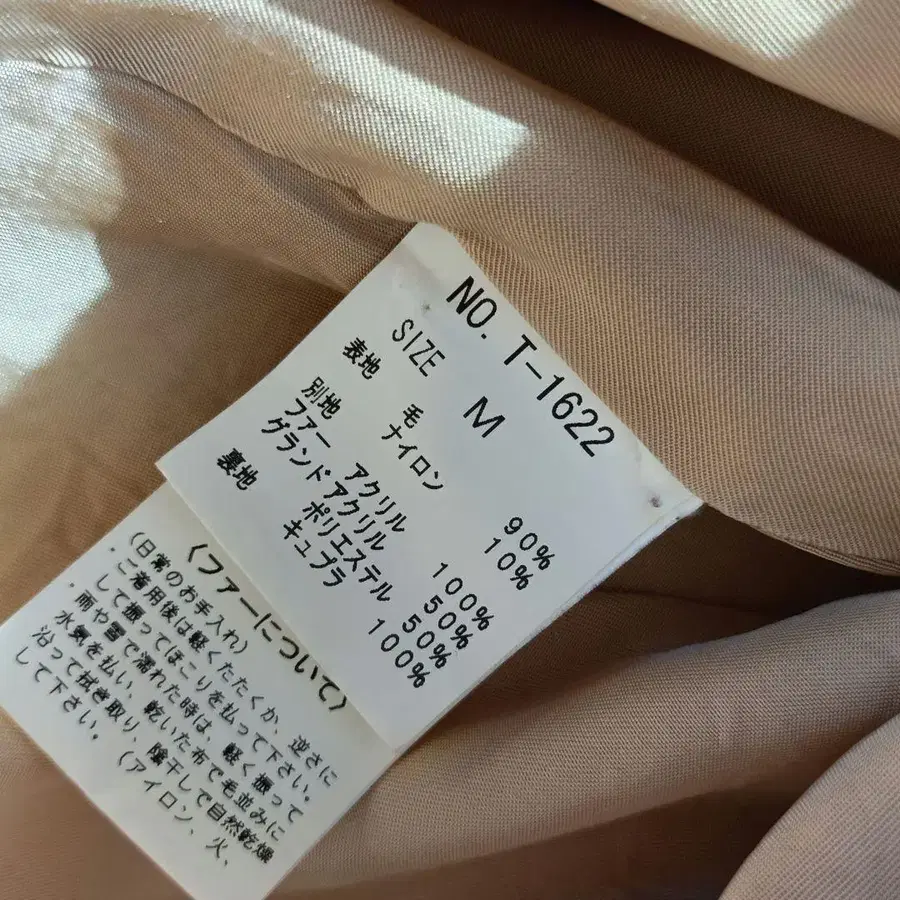 NO. T-1622
SIZE M
表地 毛 90%
ナイロン 10%
別地
ファー アクリル 100%
グランドアクリル 50%
ポリエステル 50%
裏地 キュプラ 100%
〈ファーについて〉
(日常のお手入れ)
・ご着用後は軽くたたくか、逆さに
して振ってほこりを払って下さい。
・雨や雪で濡れた時は、軽く振って
水気を払い、乾いた布で毛並みに
沿って拭き取り、陰干しで自然乾燥
して下さい。 (アイロン、火、